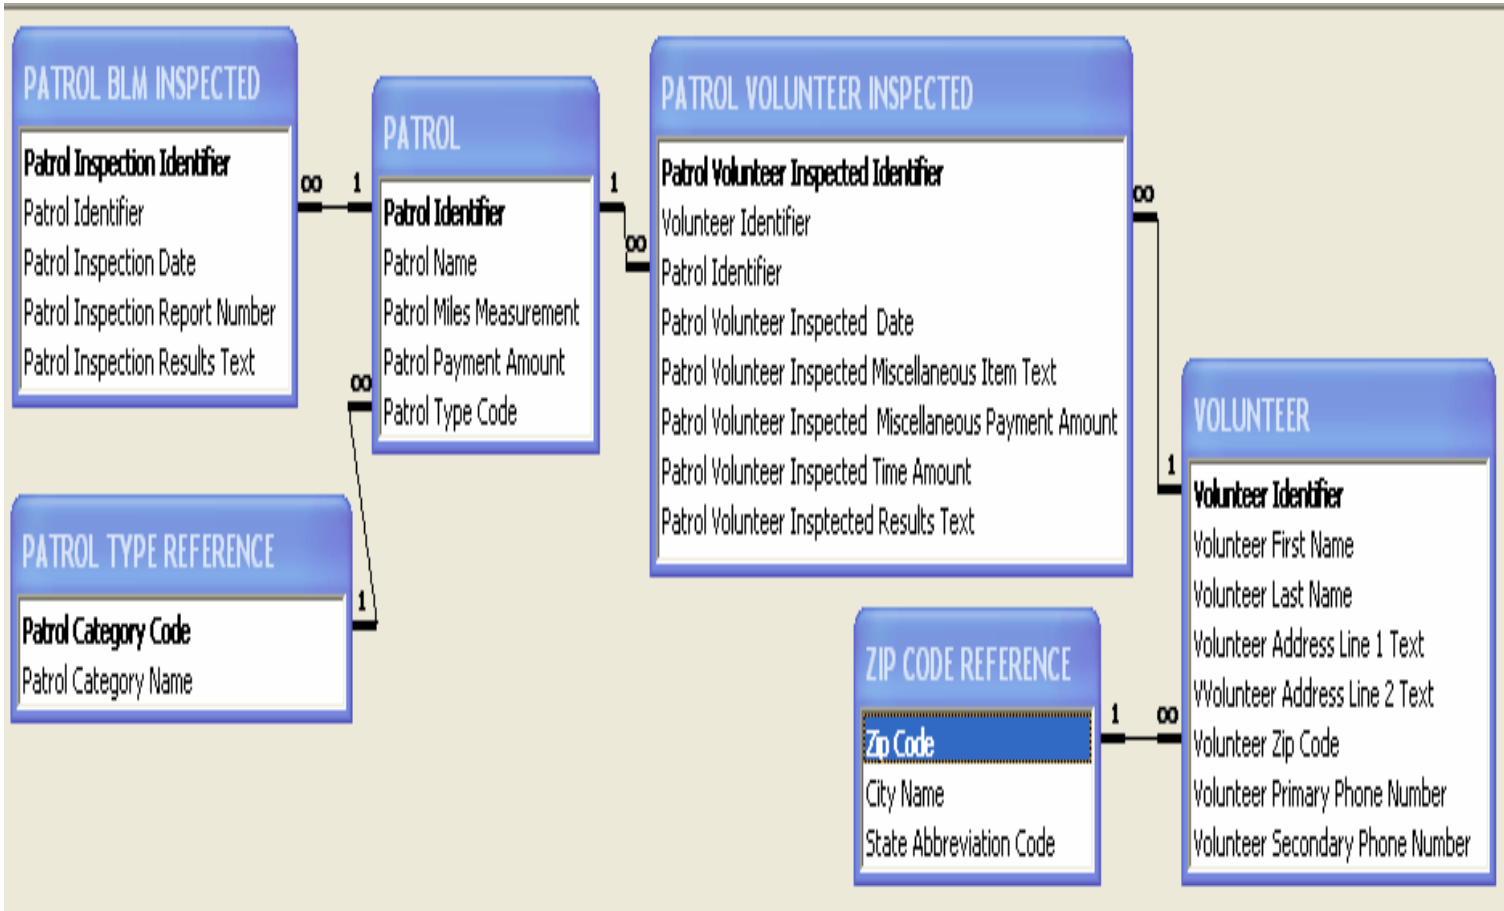 PATROL BLM INSPECTED
Patrol Inspection Identifier
Patrol Identifier
Patrol Inspection Date
Patrol Inspection Report Number
Patrol Inspection Results Text
∞ 1
PATROL
Patrol Identifier
Patrol Name
Patrol Miles Measurement
Patrol Payment Amount
Patrol Type Code
1
∞
∞
PATROL VOLUNTEER INSPECTED
Patrol Volunteer Inspected Identifier
Volunteer Identifier
Patrol Identifier
Patrol Volunteer Inspected Date
Patrol Volunteer Inspected Miscellaneous Item Text
Patrol Volunteer Inspected Miscellaneous Payment Amount
Patrol Volunteer Inspected Time Amount
Patrol Volunteer Insptected Results Text
∞
1
PATROL TYPE REFERENCE
Patrol Category Code
Patrol Category Name
1
ZIP CODE REFERENCE
Zip Code
City Name
State Abbreviation Code
1 ∞
VOLUNTEER
Volunteer Identifier
Volunteer First Name
Volunteer Last Name
Volunteer Address Line 1 Text
VVolunteer Address Line 2 Text
Volunteer Zip Code
Volunteer Primary Phone Number
Volunteer Secondary Phone Number